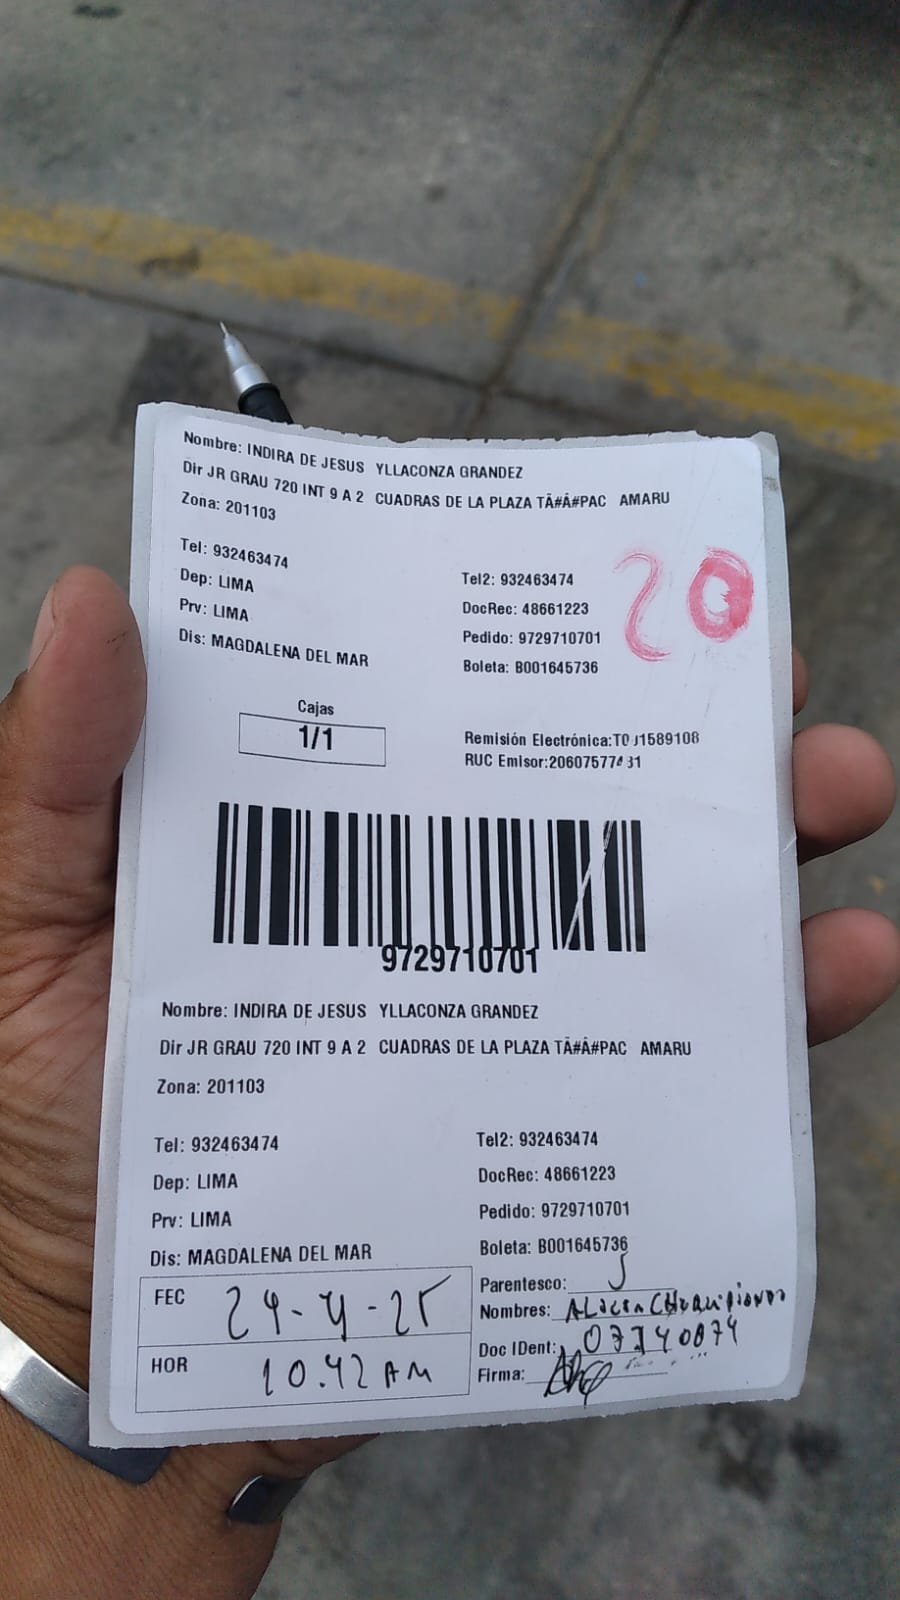 Nombre: INDIRA DE JESUS YLLACONZA GRANDEZ
Dir JR GRAU 720 INT 9 A 2 CUADRAS DE LA PLAZA TÃ#Â#PAC AMARU
Zona: 201103
Tel: 932463474
Dep: LIMA
Prv: LIMA
Dis: MAGDALENA DEL MAR
Tel2: 932463474
DocRec: 48661223
Pedido: 9729710701
Boleta: B001645736
20
Cajas
1/1
Remisión Electrónica:
RUC Emisor:
9729710701
Nombre: INDIRA DE JESUS YLLACONZA GRANDEZ
Dir JR GRAU 720 INT 9 A 2 CUADRAS DE LA PLAZA TÃ#Â#PAC AMARU
Zona: 201103
Tel: 932463474
Dep: LIMA
Prv: LIMA
Dis: MAGDALENA DEL MAR
Tel2: 932463474
DocRec: 48661223
Pedido: 9729710701
Boleta: B001645736
FEC
HOR 10.42 AM
Parentesco:
Nombres:
Doc IDent:
Firma: